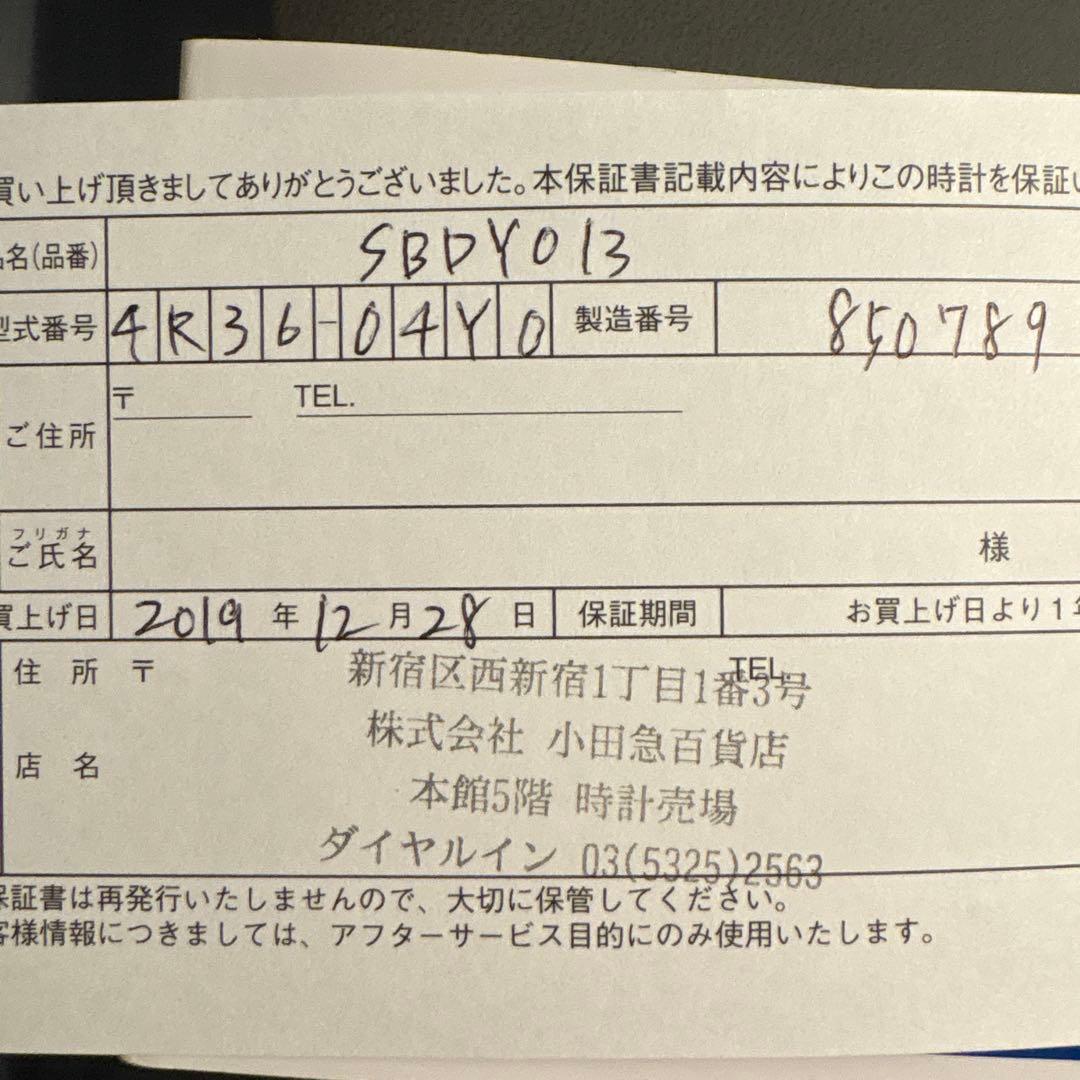 買い上げ頂きましてありがとうございました。本保証書記載内容によりこの時計を保証い
品名(品番) SBDY013
型式番号 4R36-04Y0 製造番号 850789
ご住所 〒 TEL.
フリガナ
ご氏名 様
買上げ日 2019年12月28日 保証期間 お買上げ日より1年
住所 〒 TEL.
新宿区西新宿1丁目1番3号
株式会社 小田急百貨店
店名
本館5階 時計売場
ダイヤルイン 03(5325)2563
保証書は再発行いたしませんので、大切に保管してください。
客様情報につきましては、アフターサービス目的にのみ使用いたします。